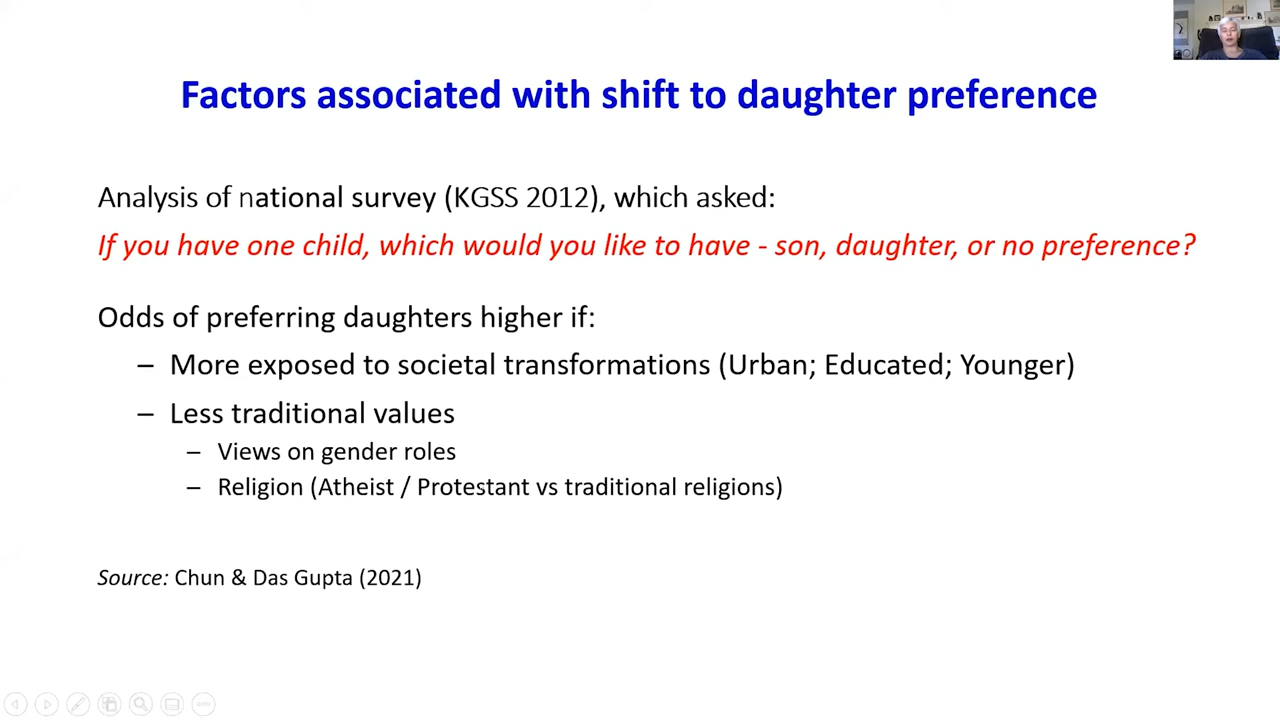 Factors associated with shift to daughter preference
Analysis of national survey (KGSS 2012), which asked:
If you have one child, which would you like to have - son, daughter, or no preference?
Odds of preferring daughters higher if:
– More exposed to societal transformations (Urban; Educated; Younger)
– Less traditional values
– Views on gender roles
– Religion (Atheist / Protestant vs traditional religions)
Source: Chun & Das Gupta (2021)